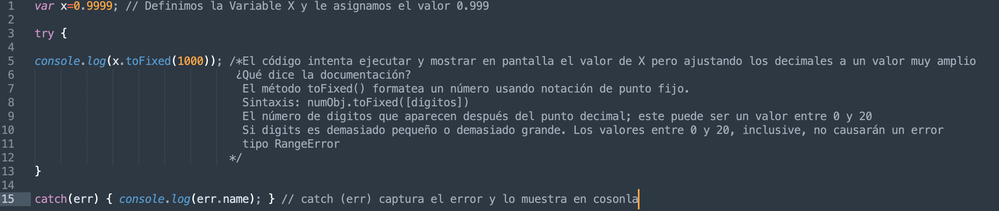 1 var x=0.9999; // Definimos la Variable X y le asignamos el valor 0.999
2
3 try {
4
5 console.log(x.toFixed(1000)); /*El código intenta ejecutar y mostrar en pantalla el valor de X pero ajustando los decimales a un valor muy amplio
6 ¿Qué dice la documentación?
7 El método toFixed() formatea un número usando notación de punto fijo.
8 Sintaxis: numObj.toFixed([digitos])
9 El número de digitos que aparecen después del punto decimal; este puede ser un valor entre 0 y 20
10 Si digits es demasiado pequeño o demasiado grande. Los valores entre 0 y 20, inclusive, no causarán un error
11 tipo RangeError
12 */
13 }
14
15 catch(err) { console.log(err.name); } // catch (err) captura el error y lo muestra en cosonla